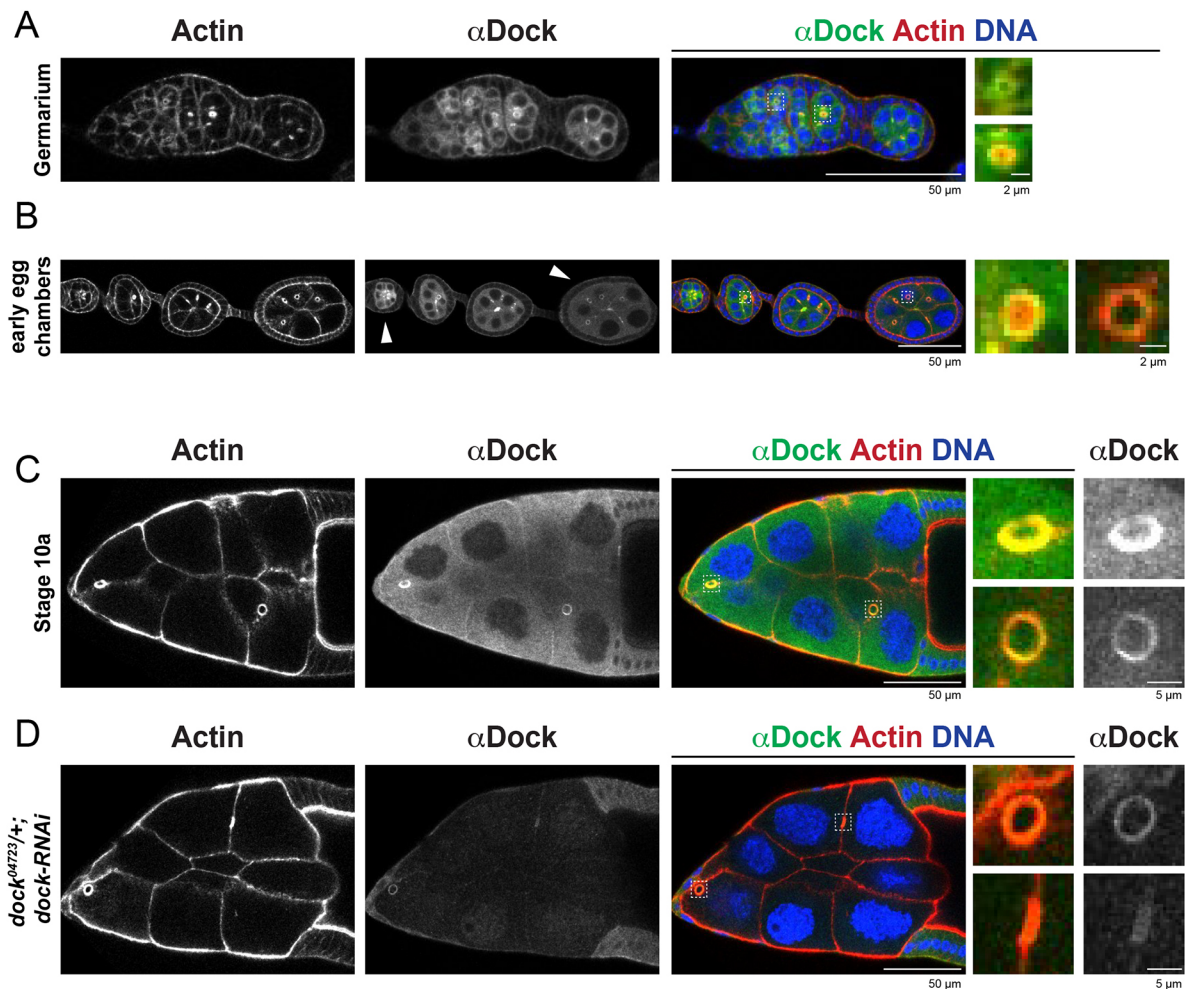 A
Actin
αDock
αDock Actin DNA
Germarium
50 µm
2 µm
B
early egg
chambers
50 µm
2 µm
C
Actin
αDock
αDock Actin DNA
αDock
Stage 10a
50 µm
5 µm
D
Actin
αDock
αDock Actin DNA
αDock
dock04723/+;
dock-RNAi
50 µm
5 µm